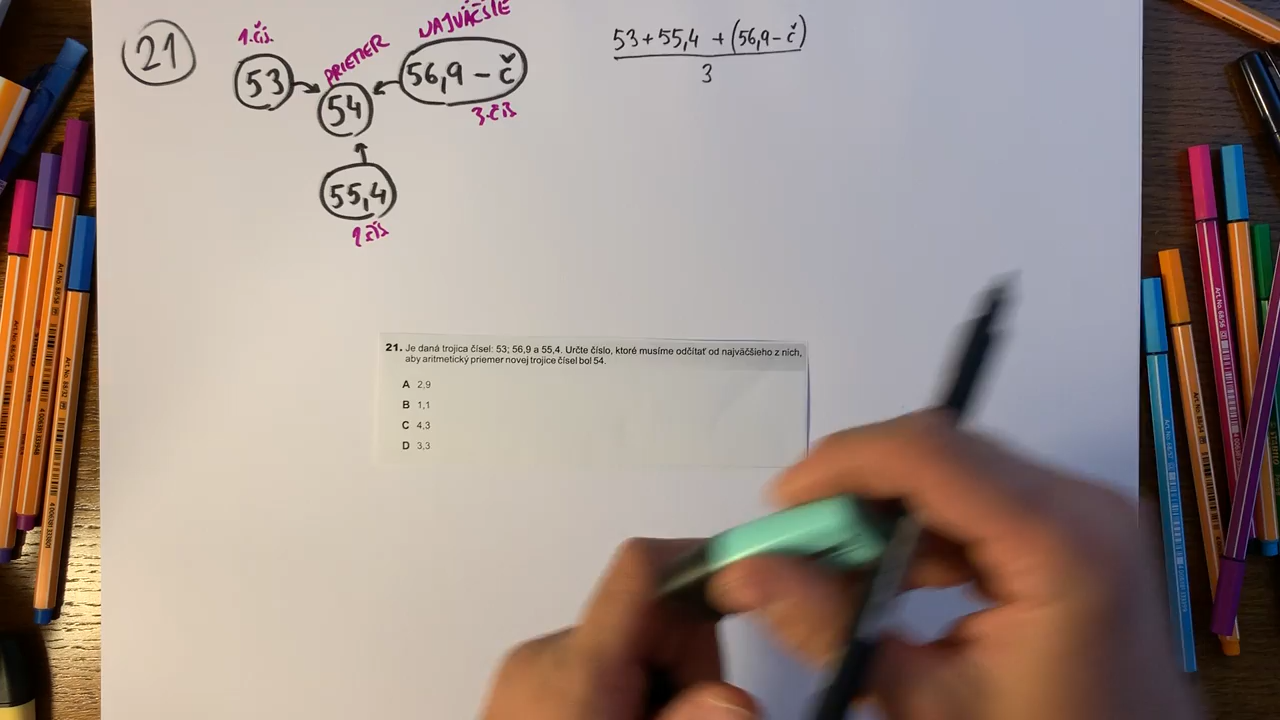 21
1.čís.
53
PRIEMER
54
NAJVÄČŠIE
56,9 - č
3.čís
55,4
2čís
53+55,4 + (56,9-č)
3
21. Je daná trojica čísel: 53; 56,9 a 55,4. Určte číslo, ktoré musíme odčítať od najväčšieho z nich,
aby aritmetický priemer novej trojice čísel bol 54.
A 2,9
B 1,1
C 4,3
D 3,3